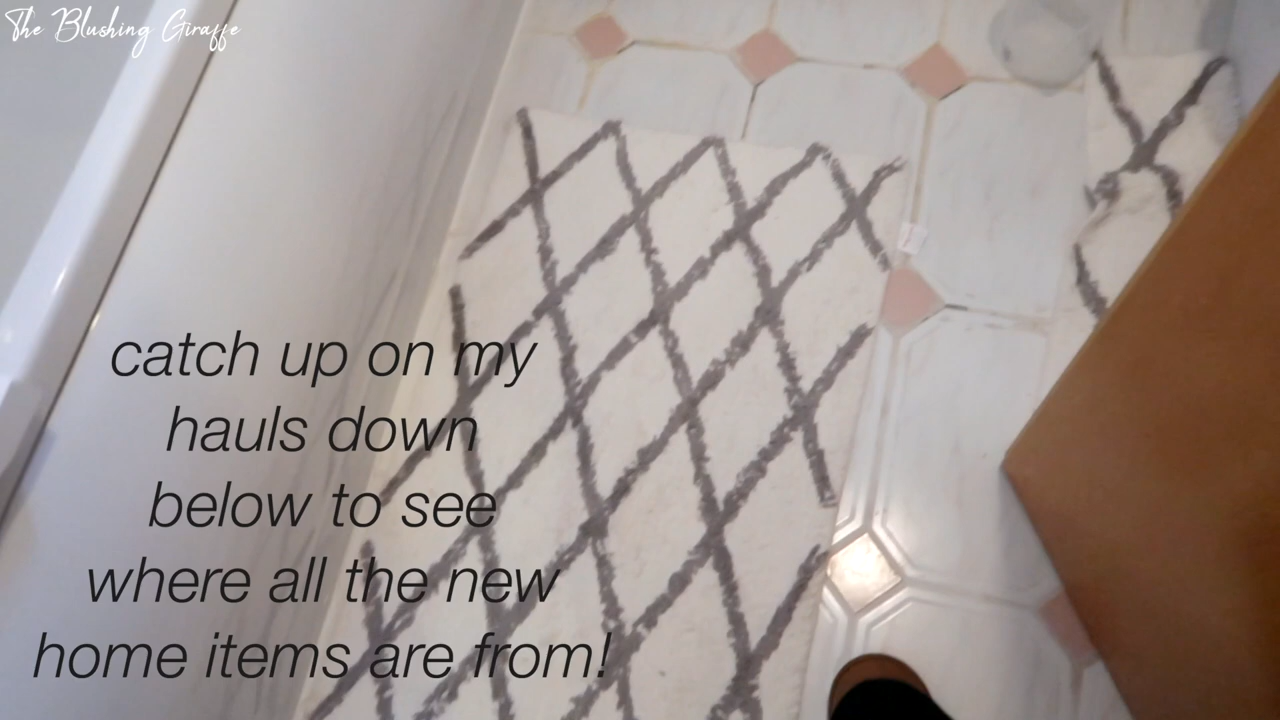 The Blushing Giraffe
catch up on my
hauls down
below to see
where all the new
home items are from!